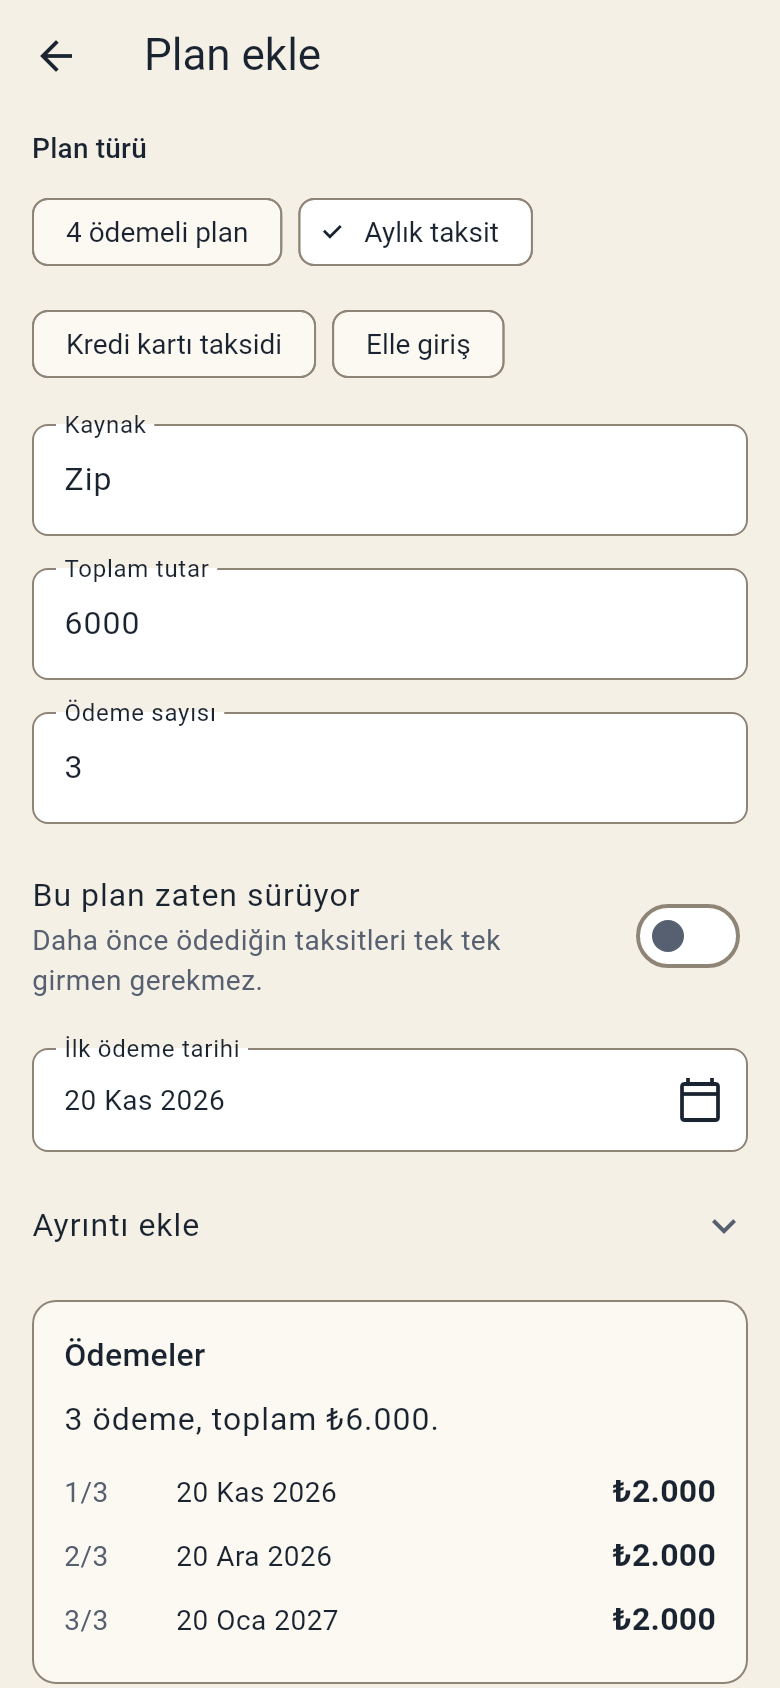 Plan ekle
Plan türü
4 ödemeli plan
Aylık taksit
Kredi kartı taksidi
Elle giriş
Kaynak
Zip
Toplam tutar
6000
Ödeme sayısı
3
Bu plan zaten sürüyor
Daha önce ödediğin taksitleri tek tek
girmen gerekmez.
İlk ödeme tarihi
20 Kas 2026
Ayrıntı ekle
Ödemeler
3 ödeme, toplam ₺6.000.
1/3 20 Kas 2026 ₺2.000
2/3 20 Ara 2026 ₺2.000
3/3 20 Oca 2027 ₺2.000